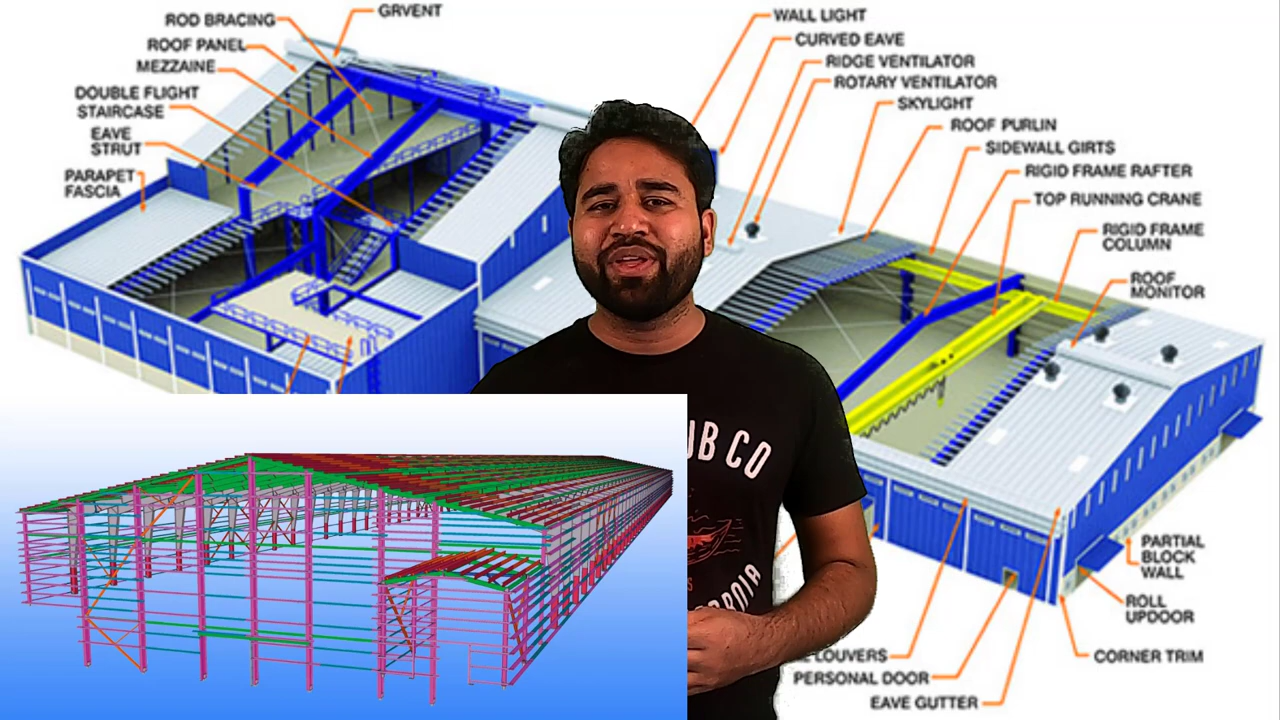 GRVENT
ROD BRACING
ROOF PANEL
MEZZAINE
DOUBLE FLIGHT
STAIRCASE
EAVE
STRUT
PARAPET
FASCIA
WALL LIGHT
CURVED EAVE
RIDGE VENTILATOR
ROTARY VENTILATOR
SKYLIGHT
ROOF PURLIN
SIDEWALL GIRTS
RIGID FRAME RAFTER
TOP RUNNING CRANE
RIGID FRAME
COLUMN
ROOF
MONITOR
UB CO
PARTIAL
BLOCK
WALL
ROLL
UPDOOR
CORNER TRIM
LOUVERS
PERSONAL DOOR
EAVE GUTTER